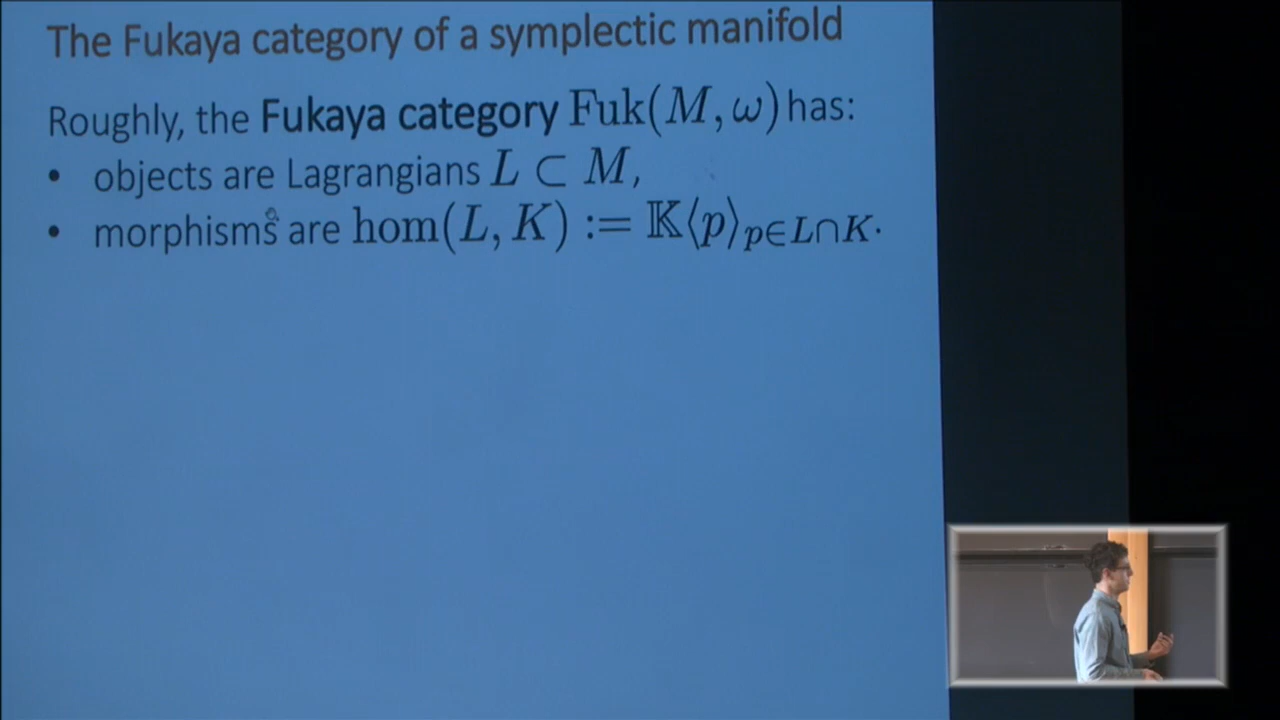 The Fukaya category of a symplectic manifold
Roughly, the Fukaya category Fuk(M, ω) has:
• objects are Lagrangians L ⊂ M,
• morphisms are hom(L, K) := 𝕂⟨p⟩_{p∈L∩K}.